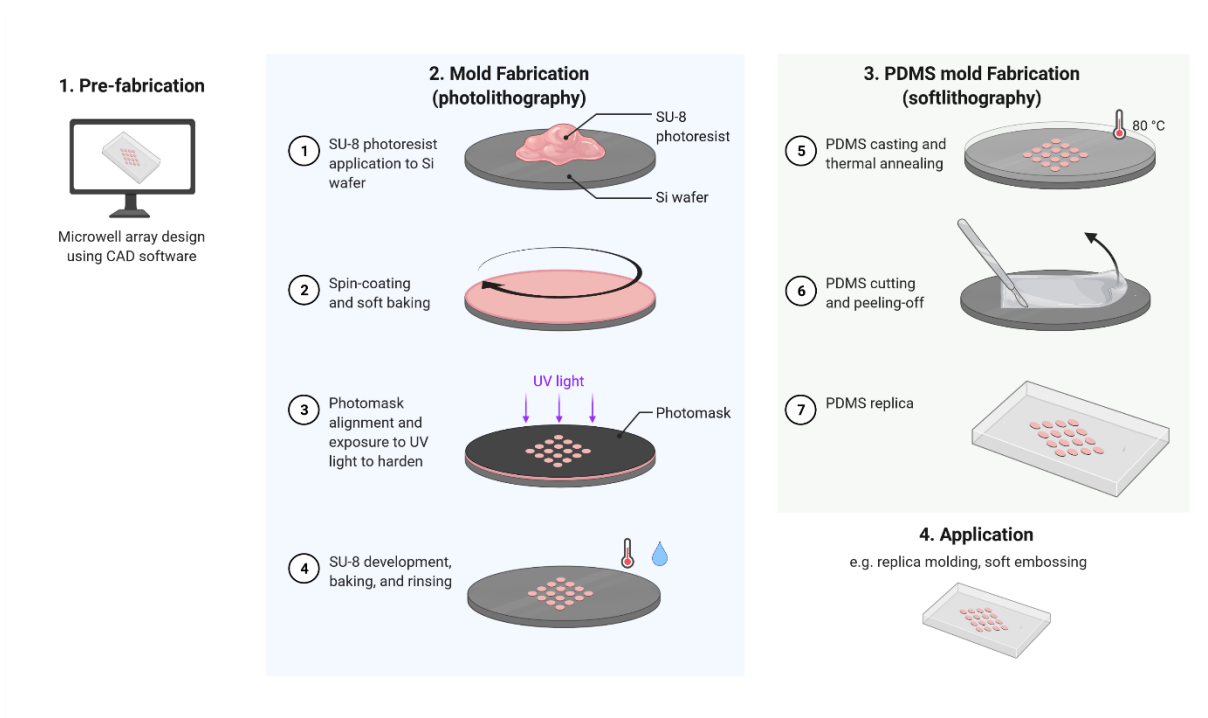 1. Pre-fabrication
Microwell array design
using CAD software
2. Mold Fabrication
(photolithography)
1
SU-8 photoresist
application to Si
wafer
SU-8
photoresist
Si wafer
2
Spin-coating
and soft baking
3
Photomask
alignment and
exposure to UV
light to harden
UV light
Photomask
4
SU-8 development,
baking, and rinsing
3. PDMS mold Fabrication
(softlithography)
5
PDMS casting and
thermal annealing
80 °C
6
PDMS cutting
and peeling-off
7
PDMS replica
4. Application
e.g. replica molding, soft embossing